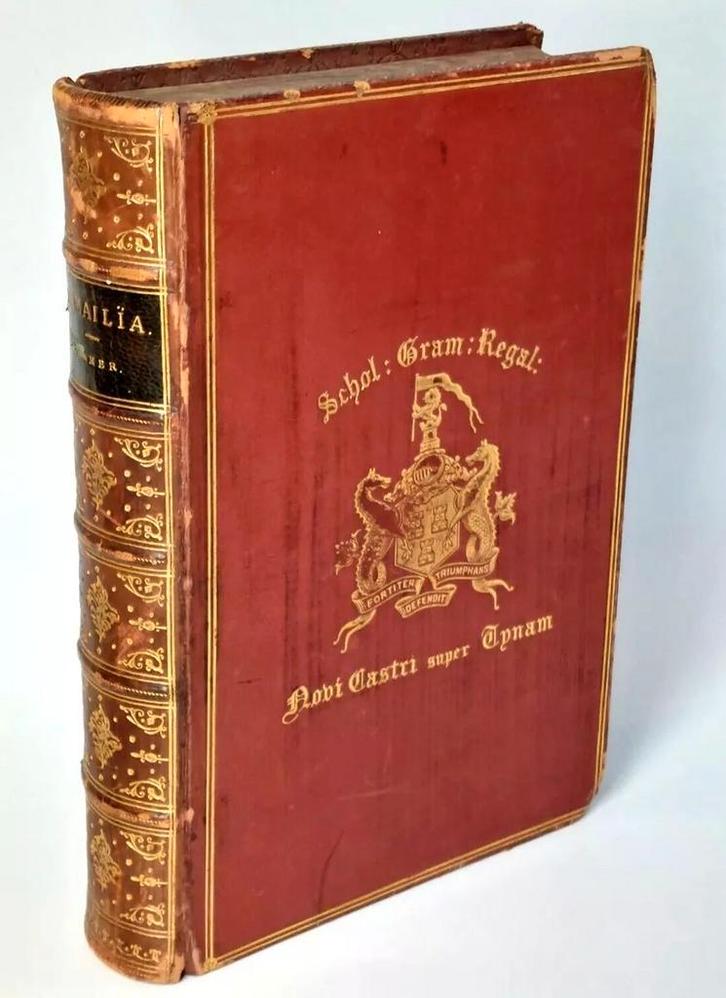 Schol: Gram: Regal:
FORTITER DEFENDIT TRIUMPHANS
Novi Castri super Tynam